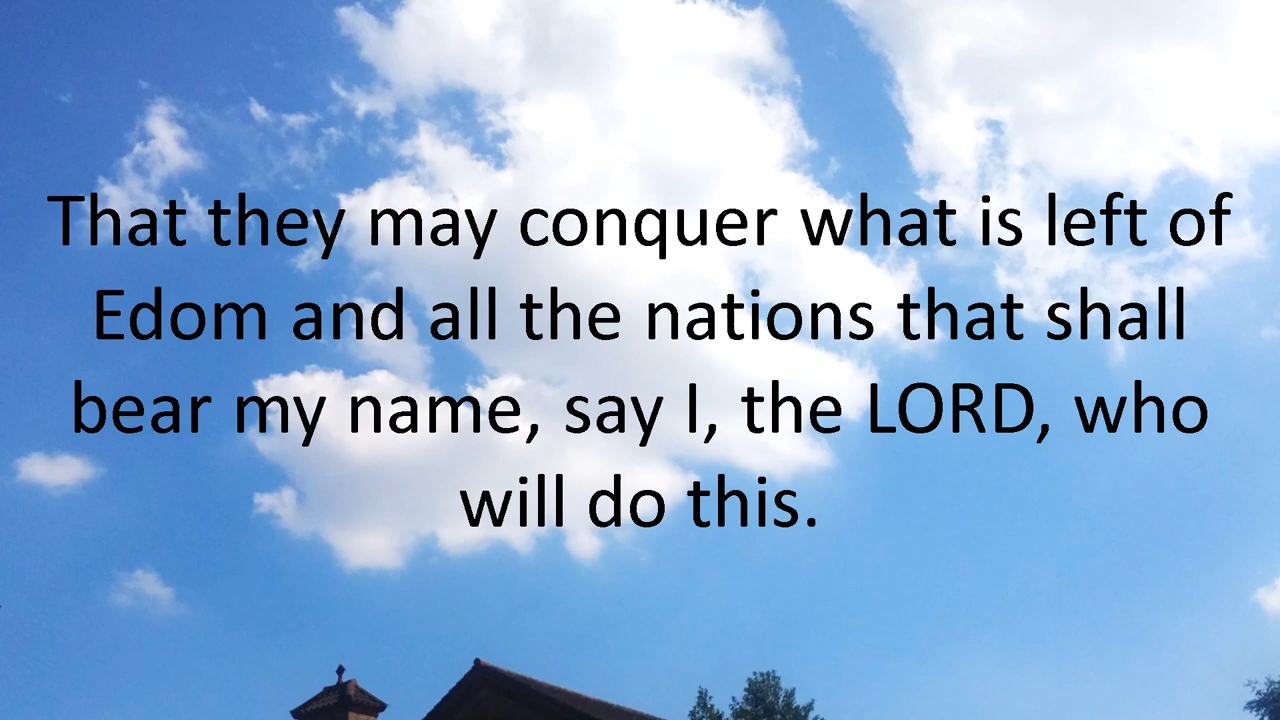 That they may conquer what is left of
Edom and all the nations that shall
bear my name, say I, the LORD, who
will do this.